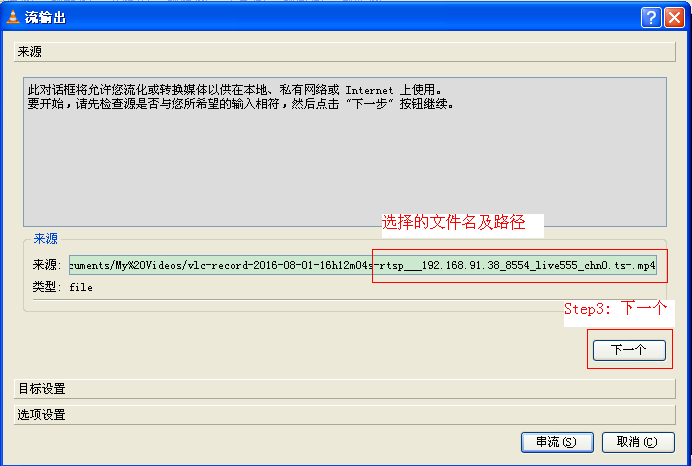 流输出
来源
此对话框将允许您流化或转换媒体以供在本地、私有网络或 Internet 上使用。
要开始，请先检查源是否与您所希望的输入相符，然后点击 “下一步” 按钮继续。
选择的文件名及路径
来源
来源: ruments/My%20Videos/vlc-record-2016-08-01-16h12m04s-rtsp___192.168.91.38_8554_live555_chn0.ts-.mp4
类型: file
Step3: 下一个
下一个
目标设置
选项设置
串流(S) 取消(C)